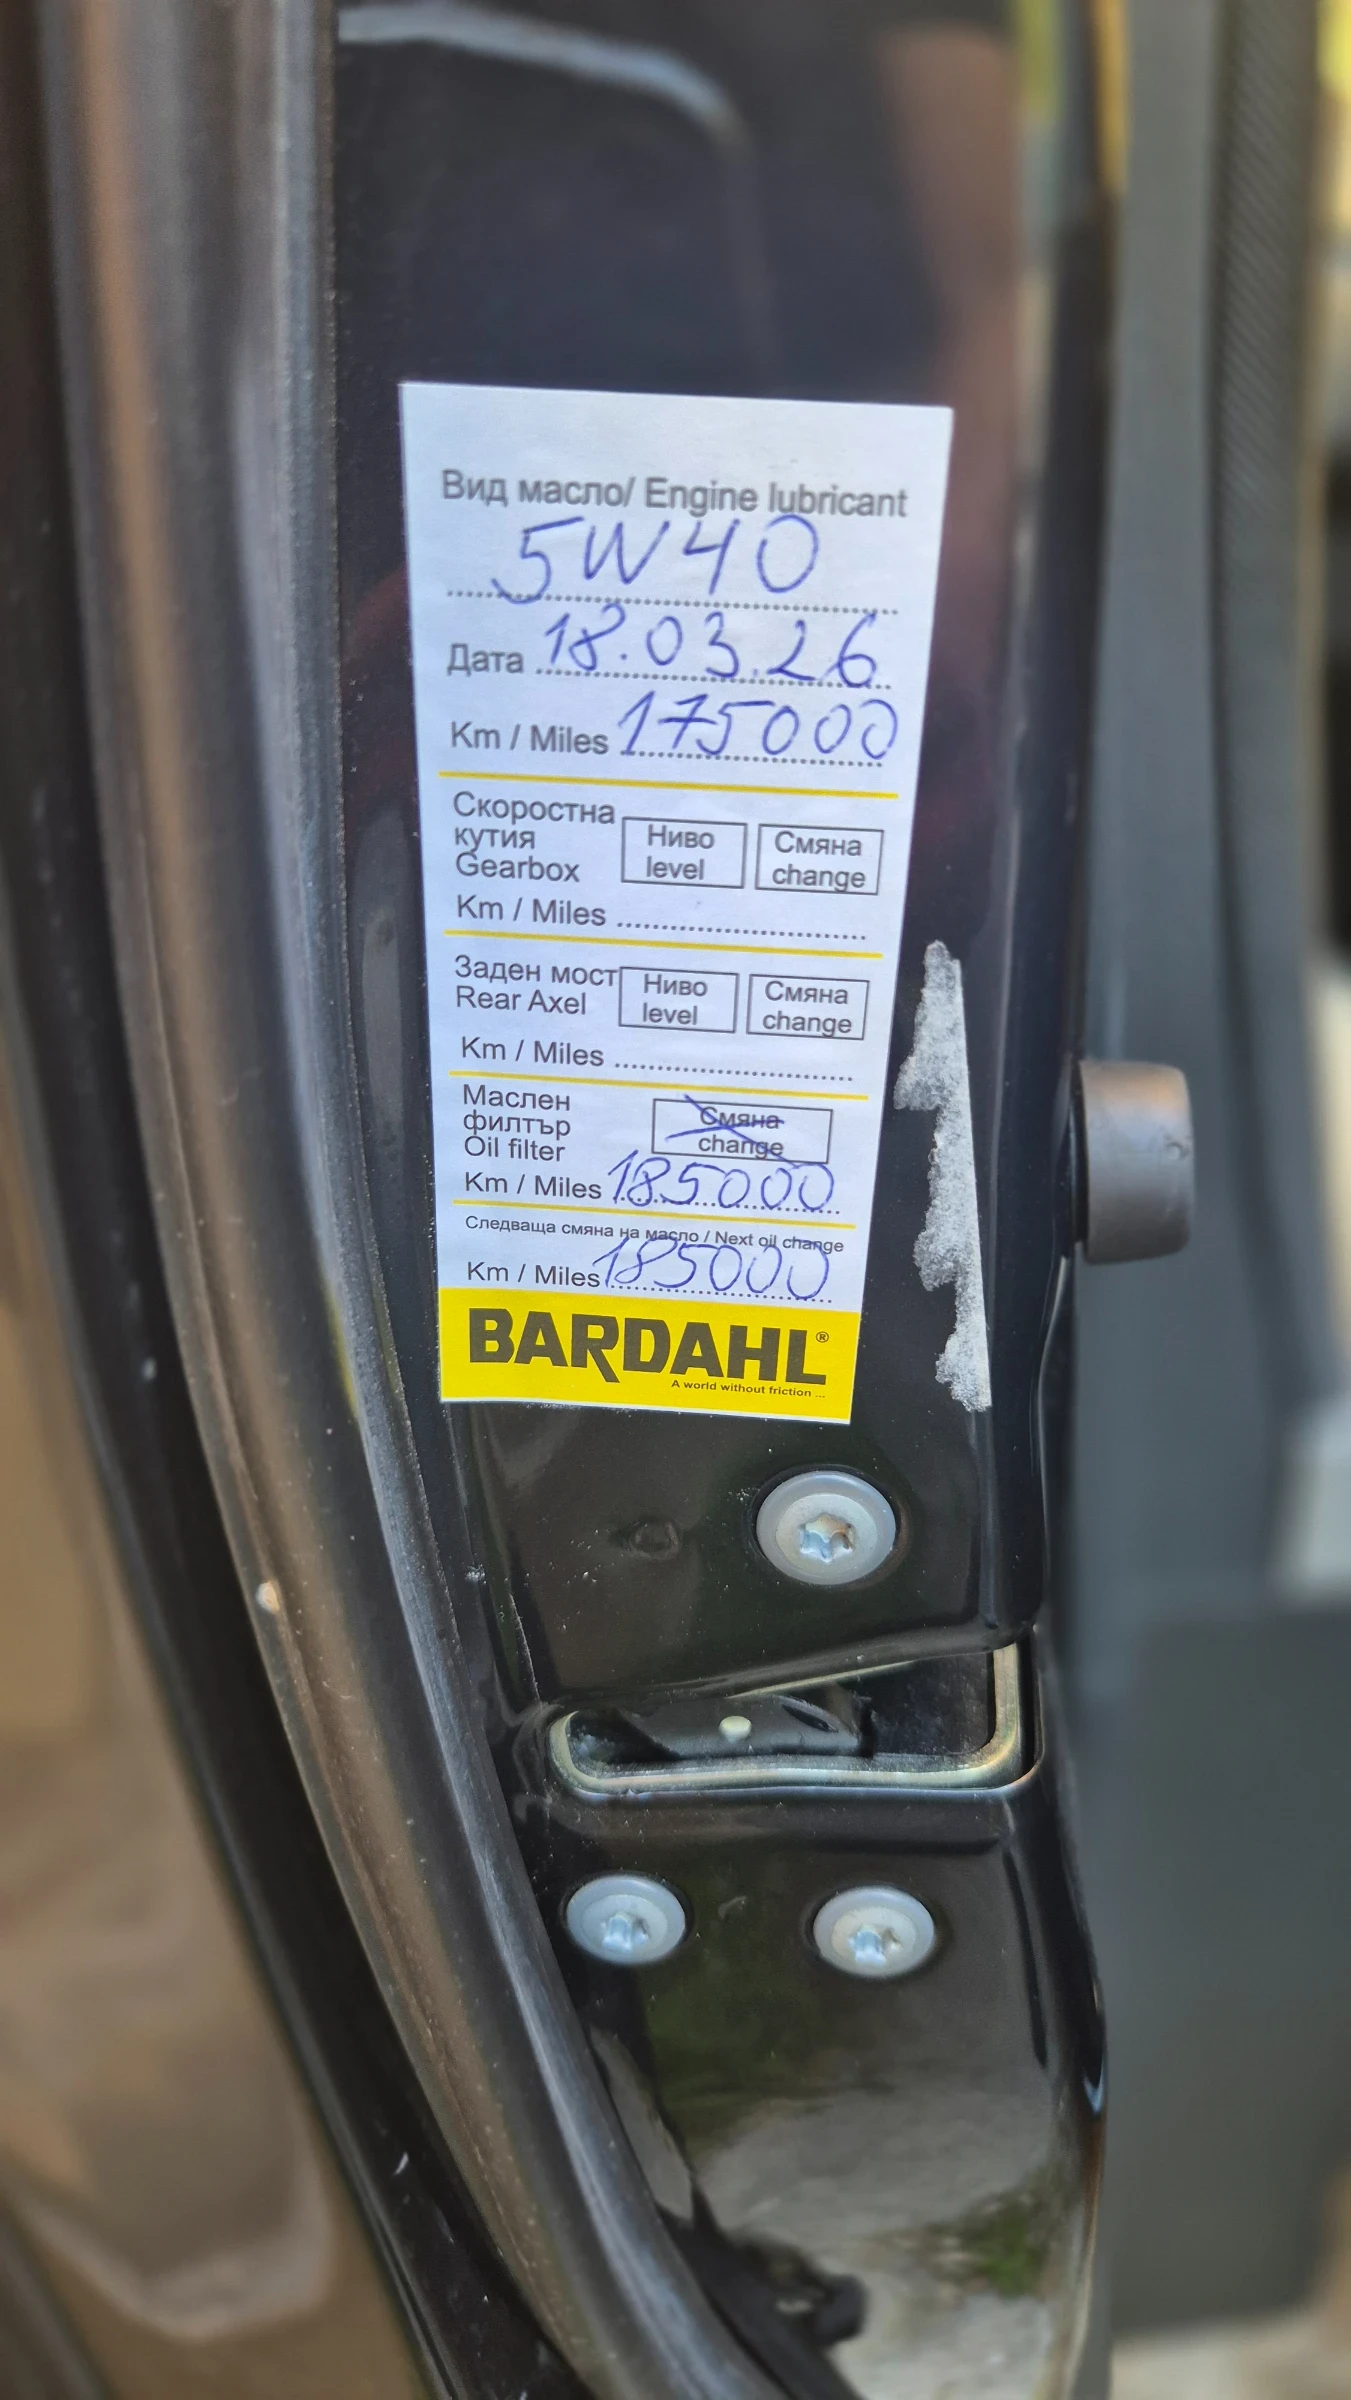 Вид масло/ Engine lubricant
5W40
Дата 18.03.26
Km / Miles 175000
Скоростна
кутия
Gearbox
Ниво
level
Смяна
change
Km / Miles
Заден мост
Rear Axel
Ниво
level
Смяна
change
Km / Miles
Маслен
филтър
Oil filter
Смяна
change
Km / Miles 185000
Следваща смяна на масло / Next oil change
Km / Miles 185000
BARDAHL®
A world without friction ...